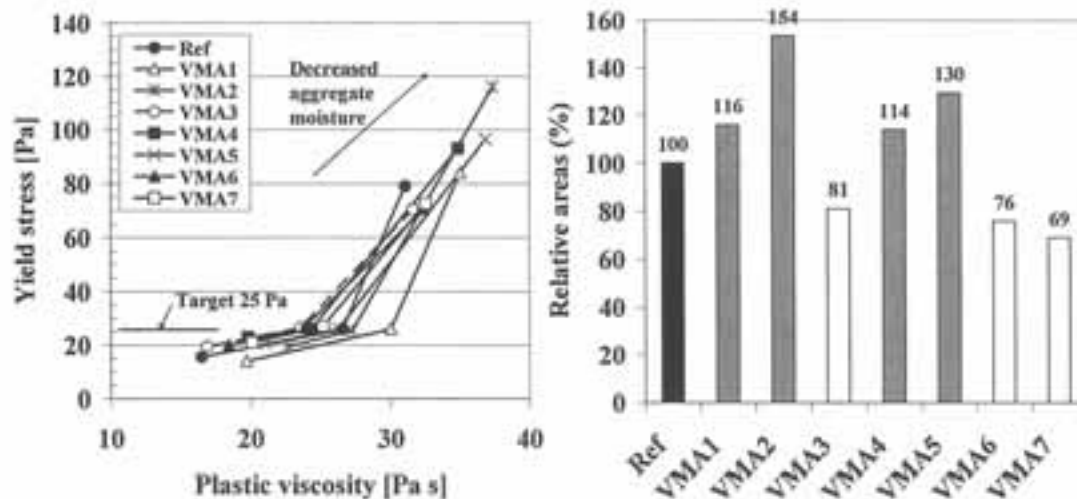 140
120
100
80
60
40
20
0
Yield stress [Pa]
Ref
VMA1
VMA2
VMA3
VMA4
VMA5
VMA6
VMA7
Decreased
aggregate
moisture
Target 25 Pa
10 20 30 40
Plastic viscosity [Pa s]
160
140
120
100
80
60
40
20
0
Relative areas (%)
100
116
154
81
114
130
76
69
Ref
VMA1
VMA2
VMA3
VMA4
VMA5
VMA6
VMA7